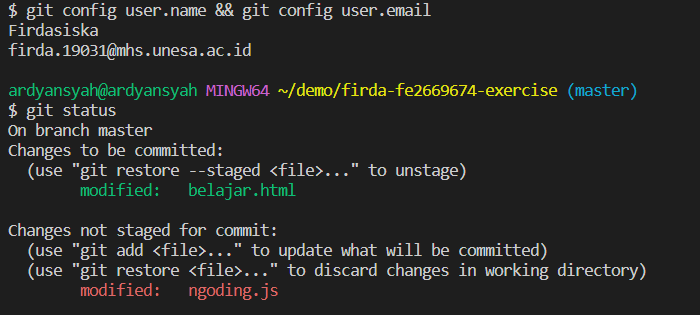 $ git config user.name && git config user.email
Firdasiska
firda.19031@mhs.unesa.ac.id
ardyansyah@ardyansyah MINGW64 ~/demo/firda-fe2669674-exercise (master)
$ git status
On branch master
Changes to be committed:
  (use "git restore --staged <file>..." to unstage)
        modified:   belajar.html
Changes not staged for commit:
  (use "git add <file>..." to update what will be committed)
  (use "git restore <file>..." to discard changes in working directory)
        modified:   ngoding.js